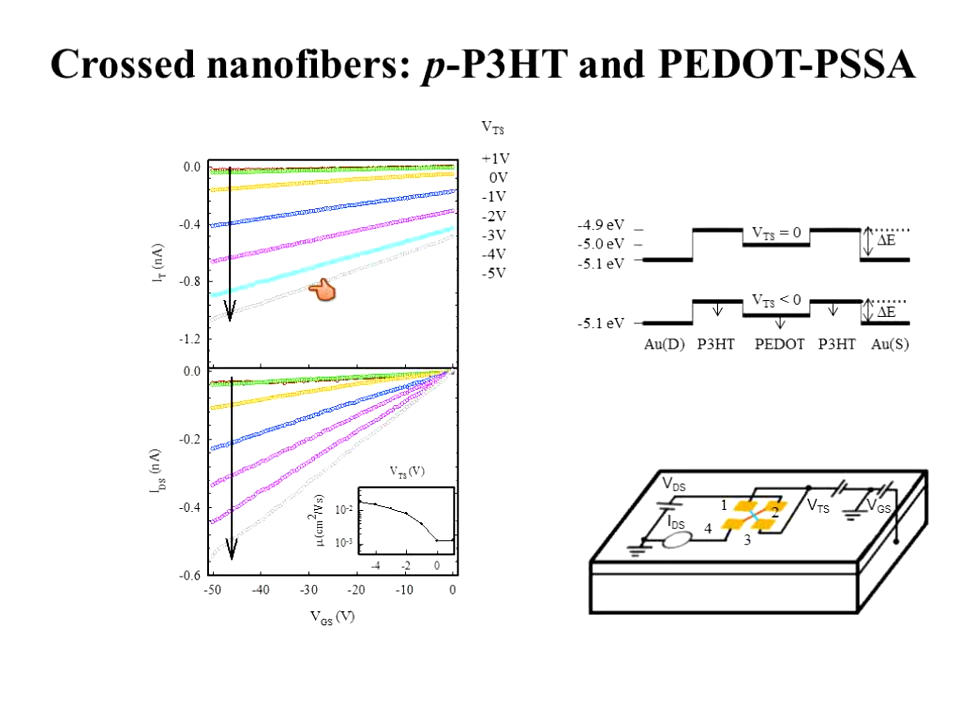 Crossed nanofibers: p-P3HT and PEDOT-PSSA
V_TS
+1V
0V
-1V
-2V
-3V
-4V
-5V
0.0
-0.4
-0.8
-1.2
I_T (nA)
0.0
-0.2
-0.4
-0.6
I_DS (nA)
-50 -40 -30 -20 -10 0
V_GS (V)
V_TS (V)
10^-2
10^-3
μ (cm^2/Vs)
-4 -2 0
-4.9 eV
-5.0 eV
-5.1 eV
V_TS = 0
ΔE
-5.1 eV
V_TS < 0
ΔE
Au(D) P3HT PEDOT P3HT Au(S)
V_DS
I_DS
1
2
3
4
V_TS
V_GS